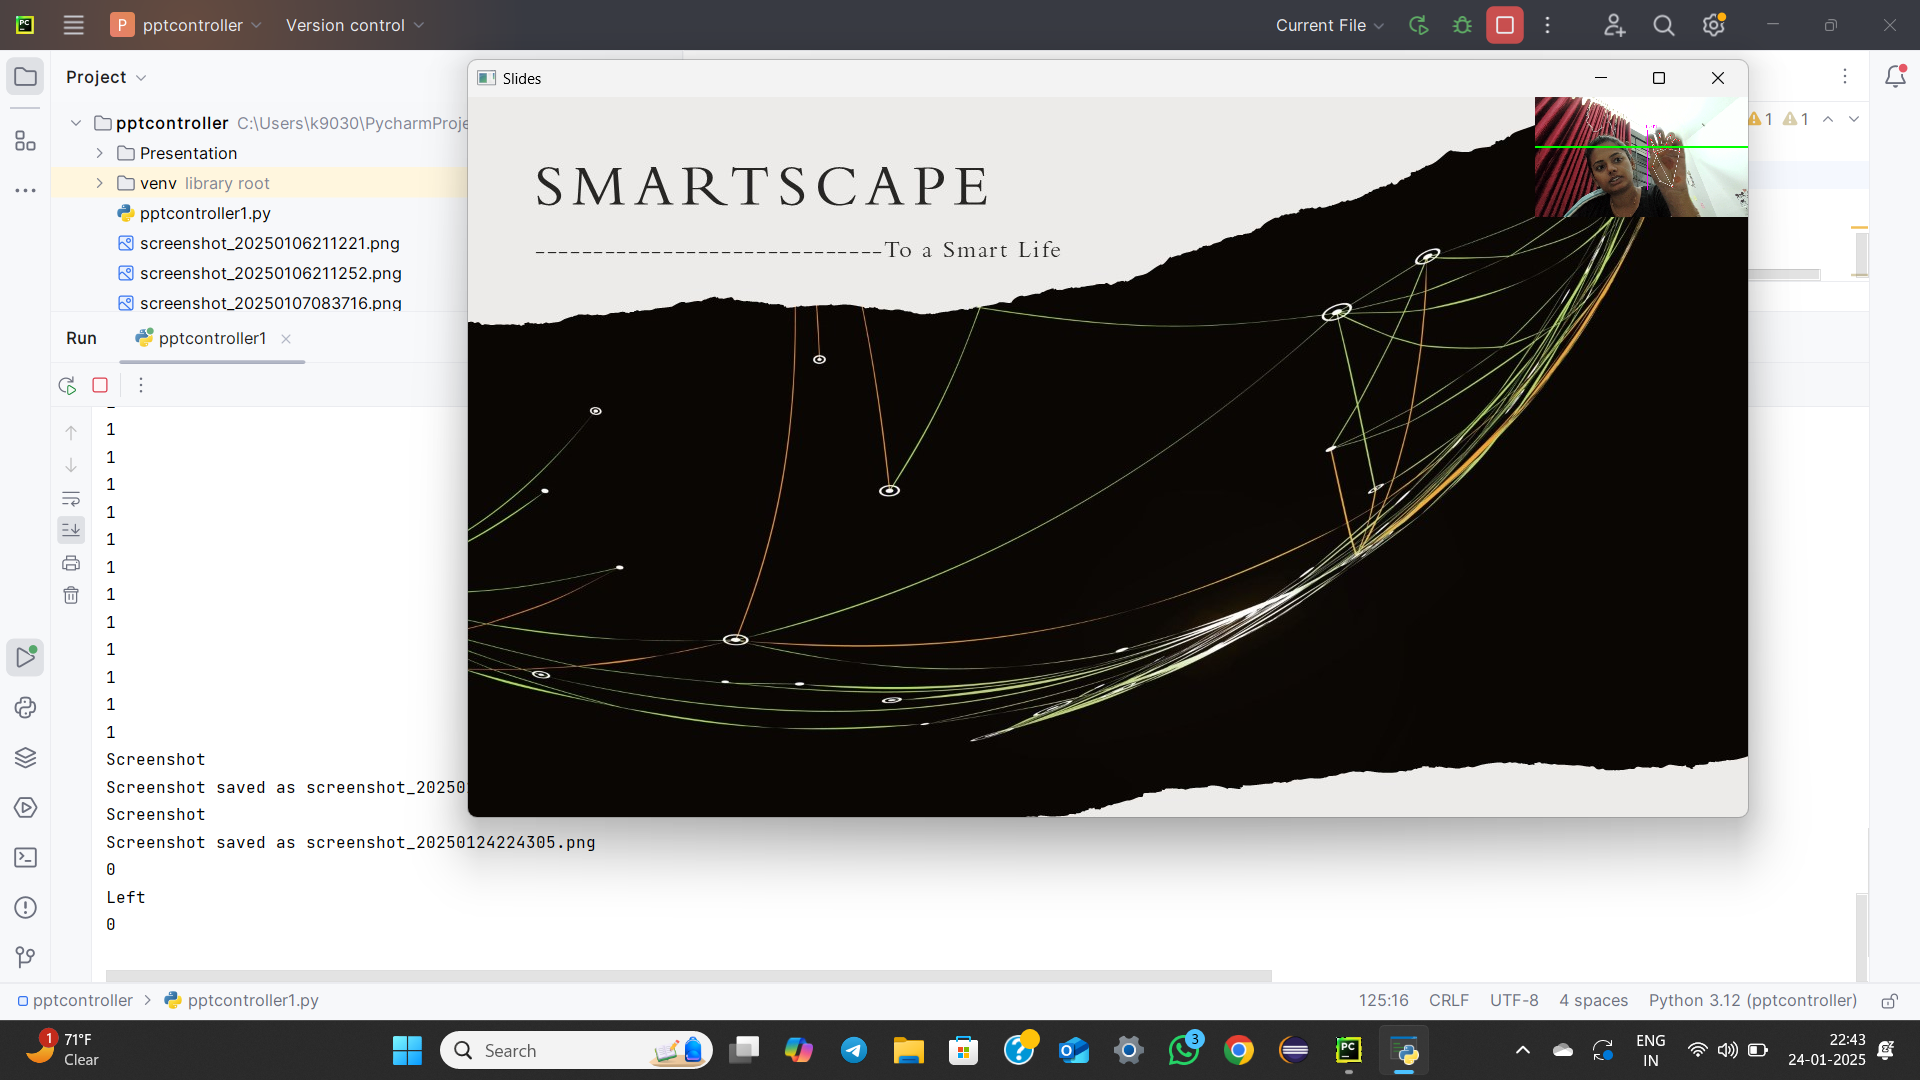 PC
P pptcontroller
Version control
Current File
Project
pptcontroller C:\Users\k9030\PycharmProje
Presentation
venv library root
pptcontroller1.py
screenshot_20250106211221.png
screenshot_20250106211252.png
screenshot_20250107083716.png
Slides
SMARTSCAPE
------------------------------To a Smart Life
1 1
Run pptcontroller1
1
1
1
1
1
1
1
1
1
1
1
1
Screenshot
Screenshot saved as screenshot_20250
Screenshot
Screenshot saved as screenshot_20250124224305.png
0
Left
0
pptcontroller > pptcontroller1.py
125:16 CRLF UTF-8 4 spaces Python 3.12 (pptcontroller)
1 71°F
Clear
Search
3
PC
ENG
IN
22:43
24-01-2025